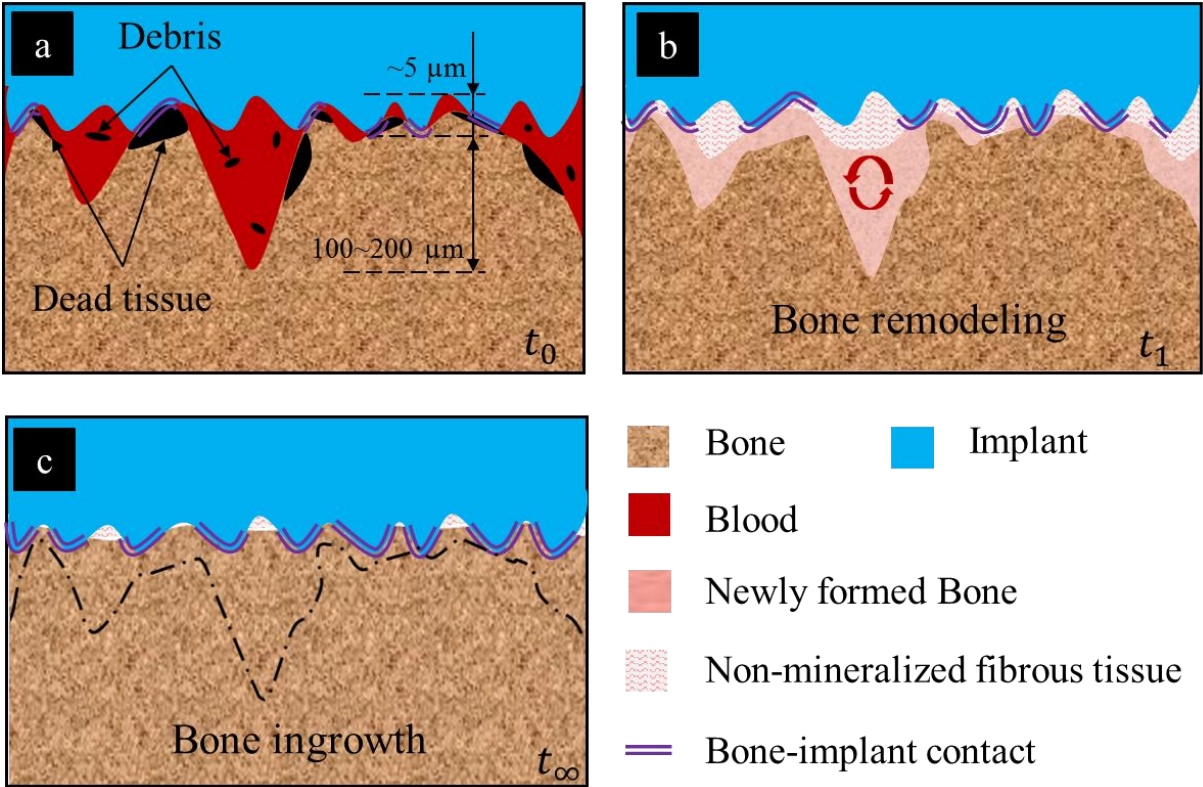 a
Debris
~5 µm
100~200 µm
Dead tissue
t₀
b
Bone remodeling
t₁
c
Bone ingrowth
t∞
Bone
Implant
Blood
Newly formed Bone
Non-mineralized fibrous tissue
Bone-implant contact